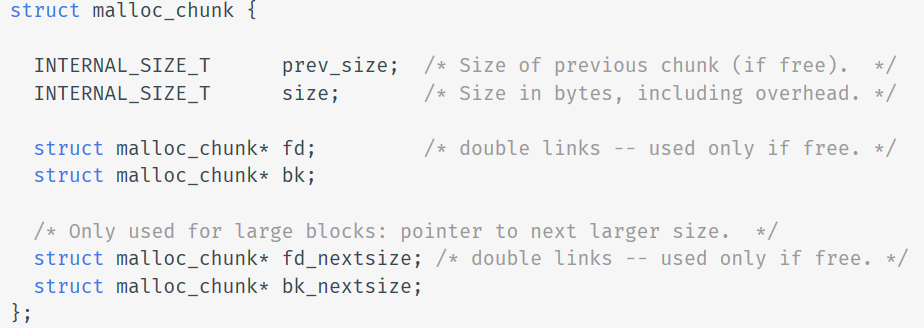 struct malloc_chunk {
INTERNAL_SIZE_T prev_size; /* Size of previous chunk (if free). */
INTERNAL_SIZE_T size; /* Size in bytes, including overhead. */
struct malloc_chunk* fd; /* double links -- used only if free. */
struct malloc_chunk* bk;
/* Only used for large blocks: pointer to next larger size. */
struct malloc_chunk* fd_nextsize; /* double links -- used only if free. */
struct malloc_chunk* bk_nextsize;
};